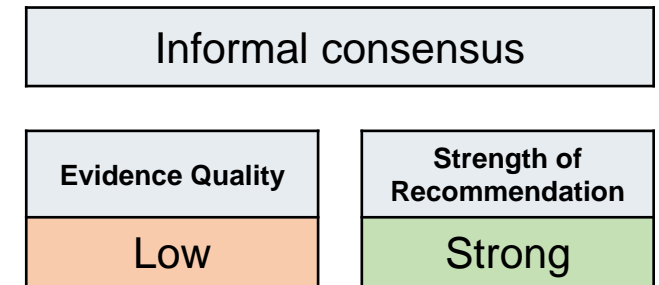 Informal consensus
Evidence Quality
Strength of
Recommendation
Low
Strong